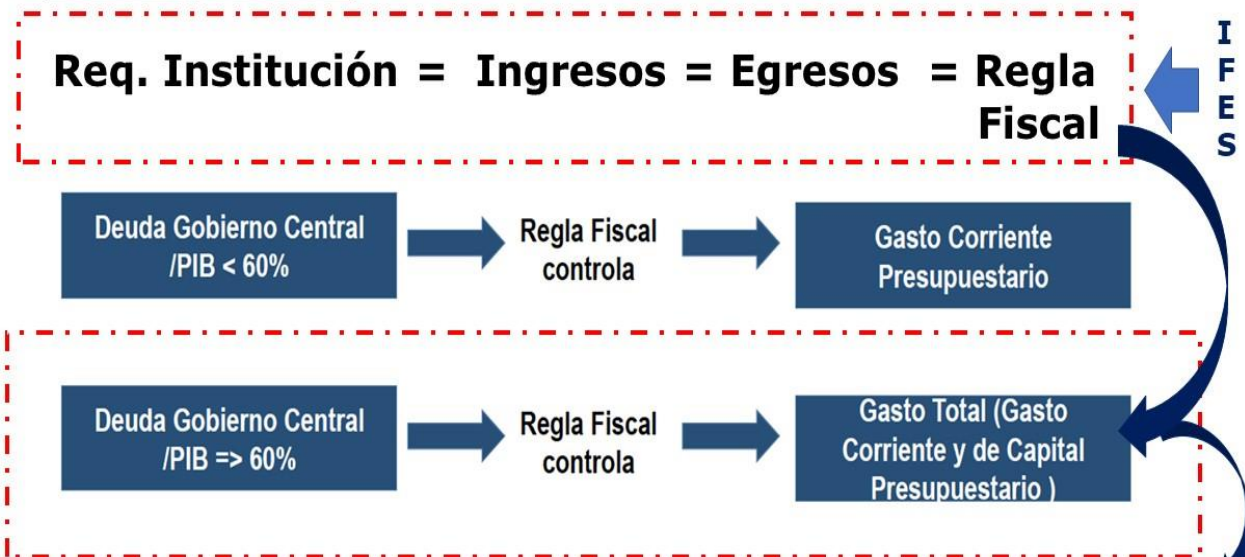 Req. Institución = Ingresos = Egresos = Regla
Fiscal
I
F
E
S
Deuda Gobierno Central
/PIB < 60%
Regla Fiscal
controla
Gasto Corriente
Presupuestario
Deuda Gobierno Central
/PIB => 60%
Regla Fiscal
controla
Gasto Total (Gasto
Corriente y de Capital
Presupuestario )